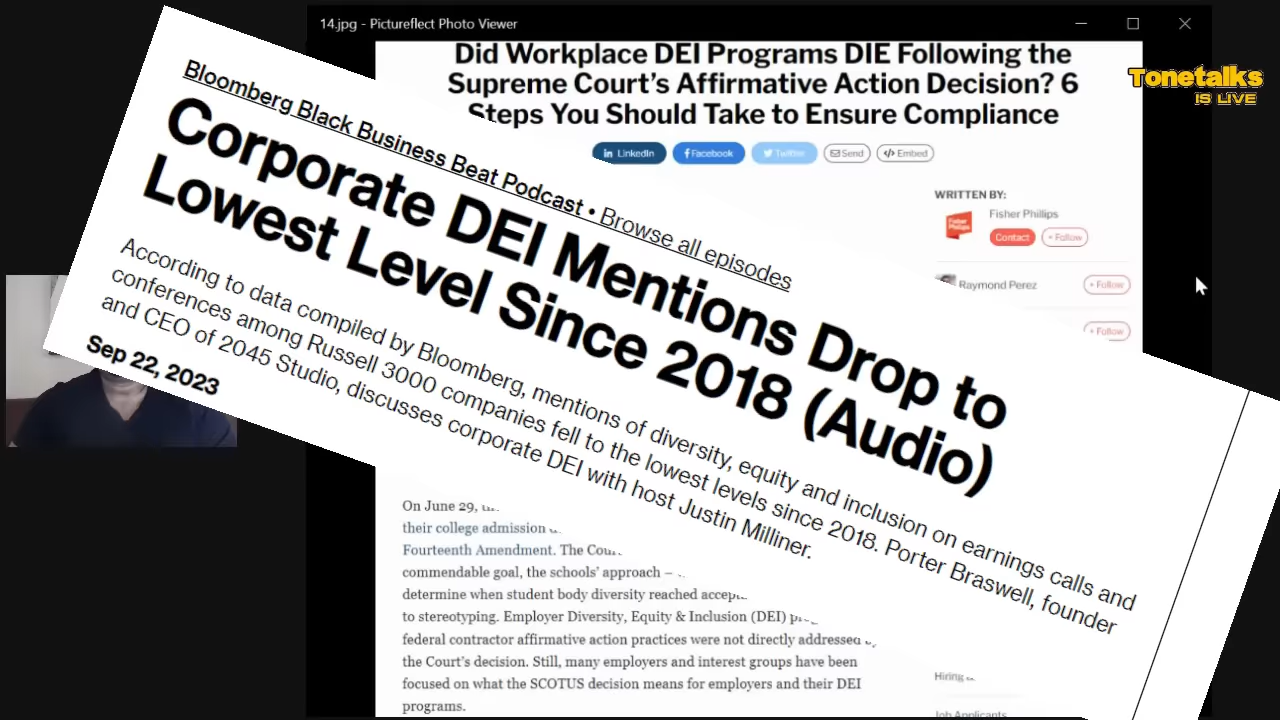 14.jpg - Pictureflect Photo Viewer
Did Workplace DEI Programs DIE Following the
Supreme Court's Affirmative Action Decision? 6
Steps You Should Take to Ensure Compliance
Tonetalks
IS LIVE
LinkedIn
Facebook
Twitter
Send
</> Embed
WRITTEN BY:
Fisher Phillips
Fisher
Phillips
Contact
+ Follow
Raymond Perez
+ Follow
+ Follow
Bloomberg Black Business Beat Podcast • Browse all episodes
Corporate DEI Mentions Drop to
Lowest Level Since 2018 (Audio)
According to data compiled by Bloomberg, mentions of diversity, equity and inclusion on earnings calls and
conferences among Russell 3000 companies fell to the lowest levels since 2018. Porter Braswell, founder
and CEO of 2045 Studio, discusses corporate DEI with host Justin Milliner.
Sep 22, 2023
On June 29,
their college admission
Fourteenth Amendment. The
commendable goal, the schools' approach –
determine when student body diversity reached
to stereotyping. Employer Diversity, Equity & Inclusion (DEI)
federal contractor affirmative action practices were not directly addressed
the Court's decision. Still, many employers and interest groups have been
focused on what the SCOTUS decision means for employers and their DEI
programs.
Hiring
Job Applicants